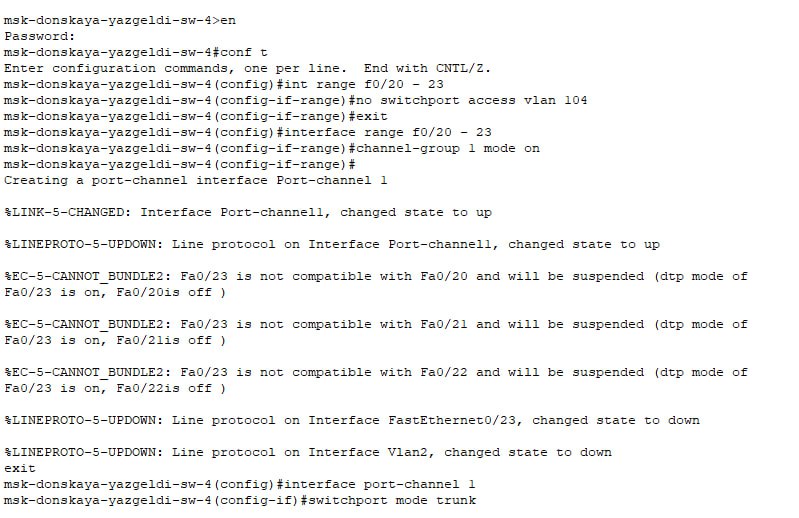 msk-donskaya-yazgeldi-sw-4>en
Password:
msk-donskaya-yazgeldi-sw-4#conf t
Enter configuration commands, one per line.  End with CNTL/Z.
msk-donskaya-yazgeldi-sw-4(config)#int range f0/20 - 23
msk-donskaya-yazgeldi-sw-4(config-if-range)#no switchport access vlan 104
msk-donskaya-yazgeldi-sw-4(config-if-range)#exit
msk-donskaya-yazgeldi-sw-4(config)#interface range f0/20 - 23
msk-donskaya-yazgeldi-sw-4(config-if-range)#channel-group 1 mode on
msk-donskaya-yazgeldi-sw-4(config-if-range)#
Creating a port-channel interface Port-channel 1
%LINK-5-CHANGED: Interface Port-channel1, changed state to up
%LINEPROTO-5-UPDOWN: Line protocol on Interface Port-channel1, changed state to up
%EC-5-CANNOT_BUNDLE2: Fa0/23 is not compatible with Fa0/20 and will be suspended (dtp mode of
Fa0/23 is on, Fa0/20is off )
%EC-5-CANNOT_BUNDLE2: Fa0/23 is not compatible with Fa0/21 and will be suspended (dtp mode of
Fa0/23 is on, Fa0/21is off )
%EC-5-CANNOT_BUNDLE2: Fa0/23 is not compatible with Fa0/22 and will be suspended (dtp mode of
Fa0/23 is on, Fa0/22is off )
%LINEPROTO-5-UPDOWN: Line protocol on Interface FastEthernet0/23, changed state to down
%LINEPROTO-5-UPDOWN: Line protocol on Interface Vlan2, changed state to down
exit
msk-donskaya-yazgeldi-sw-4(config)#interface port-channel 1
msk-donskaya-yazgeldi-sw-4(config-if)#switchport mode trunk